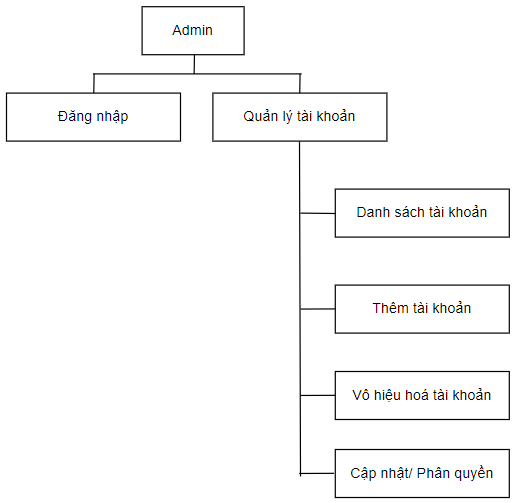 Admin
Đăng nhập
Quản lý tài khoản
Danh sách tài khoản
Thêm tài khoản
Vô hiệu hoá tài khoản
Cập nhật/ Phân quyền